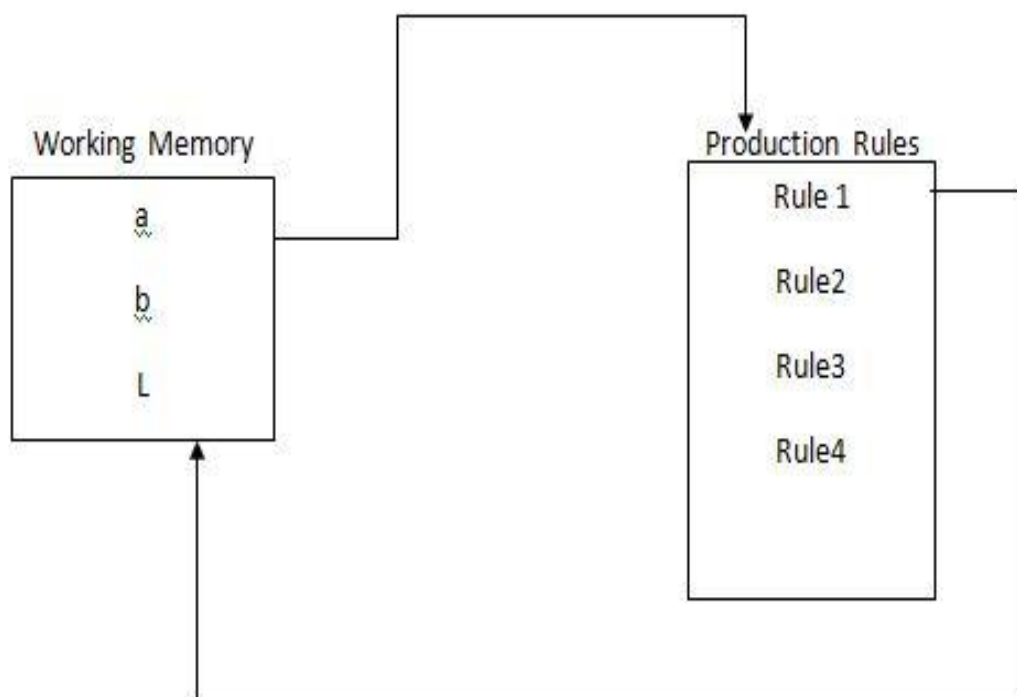 Working Memory
a
b
L
Production Rules
Rule 1
Rule2
Rule3
Rule4